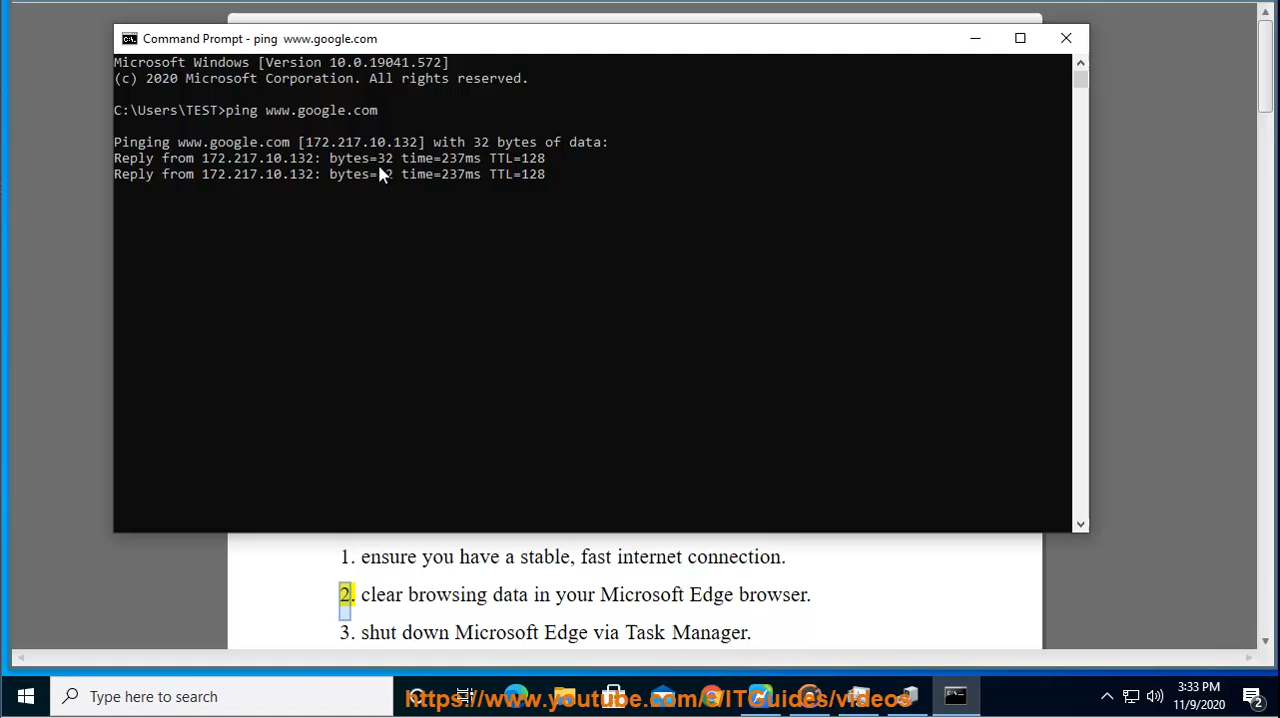 Command Prompt - ping www.google.com
Microsoft Windows [Version 10.0.19041.572]
(c) 2020 Microsoft Corporation. All rights reserved.
C:\Users\TEST>ping www.google.com
Pinging www.google.com [172.217.10.132] with 32 bytes of data:
Reply from 172.217.10.132: bytes=32 time=237ms TTL=128
Reply from 172.217.10.132: bytes=32 time=237ms TTL=128
1. ensure you have a stable, fast internet connection.
2. clear browsing data in your Microsoft Edge browser.
3. shut down Microsoft Edge via Task Manager.
Type here to search
https://www.youtube.com/c/ITGuides/videos
3:33 PM
11/9/2020
2